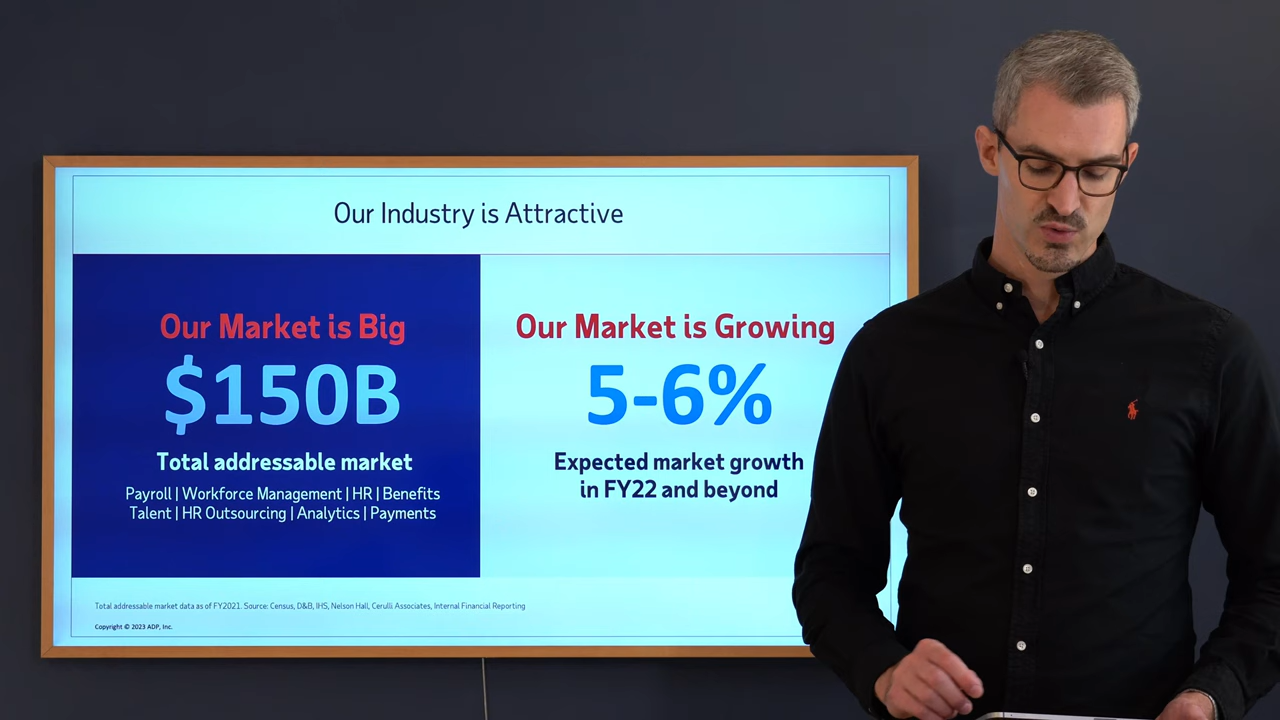 Our Industry is Attractive
Our Market is Big
$150B
Total addressable market
Payroll | Workforce Management | HR | Benefits
Talent | HR Outsourcing | Analytics | Payments
Our Market is Growing
5-6%
Expected market growth
in FY22 and beyond
Total addressable market data as of FY2021. Source: Census, D&B, IHS, Nelson Hall, Cerulli Associates, Internal Financial Reporting
Copyright © 2023 ADP, Inc.